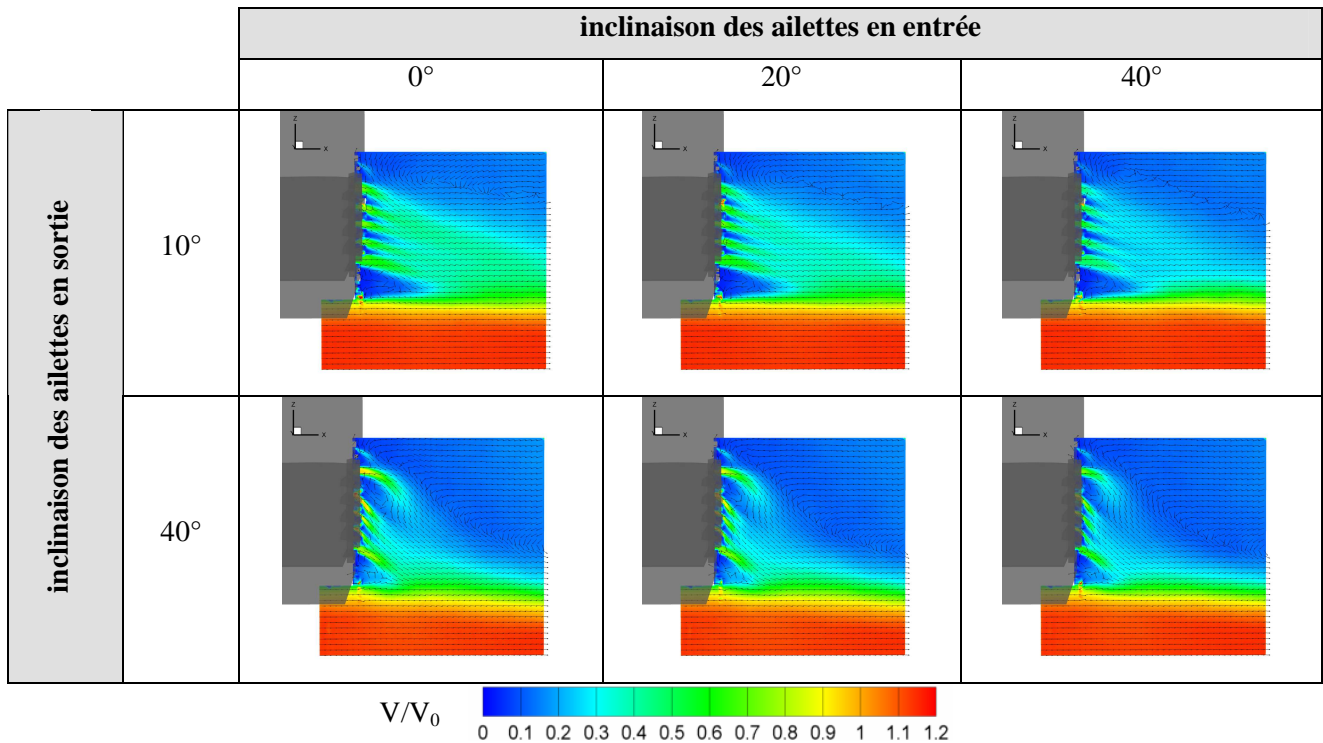 inclinaison des ailettes en entrée
0° 20° 40°
inclinaison des ailettes en sortie
10°
z x
z x
z x
40°
z x
z x
z x
V/V₀
0 0.1 0.2 0.3 0.4 0.5 0.6 0.7 0.8 0.9 1 1.1 1.2